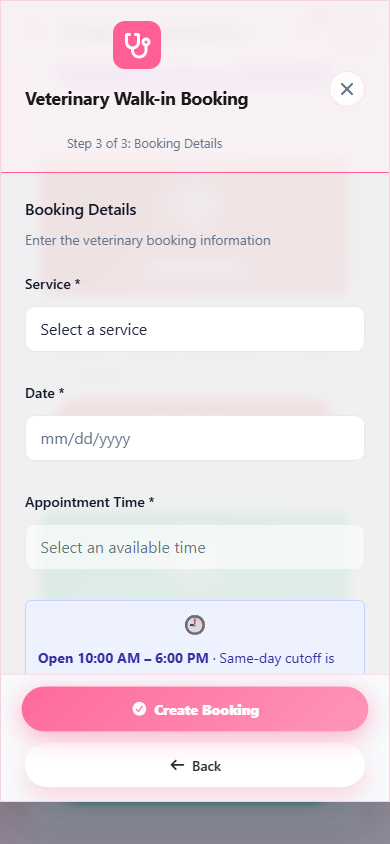 Veterinary Walk-in Booking
Step 3 of 3: Booking Details
Booking Details
Enter the veterinary booking information
Service *
Select a service
Date *
mm/dd/yyyy
Appointment Time *
Select an available time
Open 10:00 AM – 6:00 PM · Same-day cutoff is
Create Booking
Back